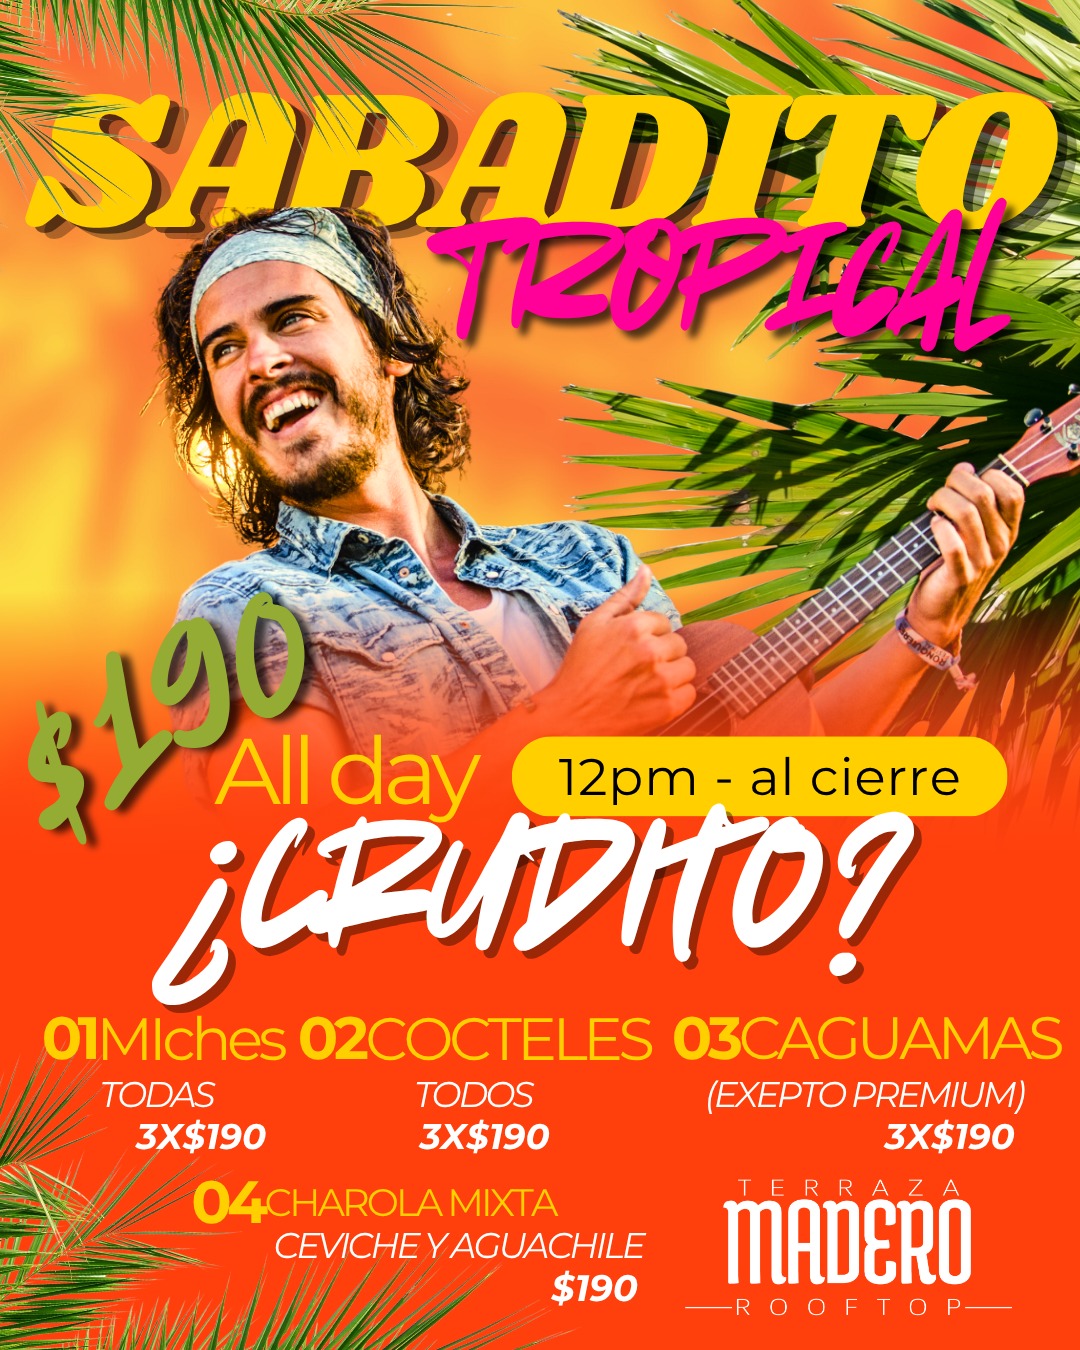 SABADITO
TROPICAL
$190
All day
12pm - al cierre
¿CRUDITO?
01MIches 02COCTELES 03CAGUAMAS
TODAS TODOS (EXEPTO PREMIUM)
3X$190 3X$190 3X$190
04CHAROLA MIXTA
CEVICHE Y AGUACHILE
$190
TERRAZA
MADERO
ROOFTOP